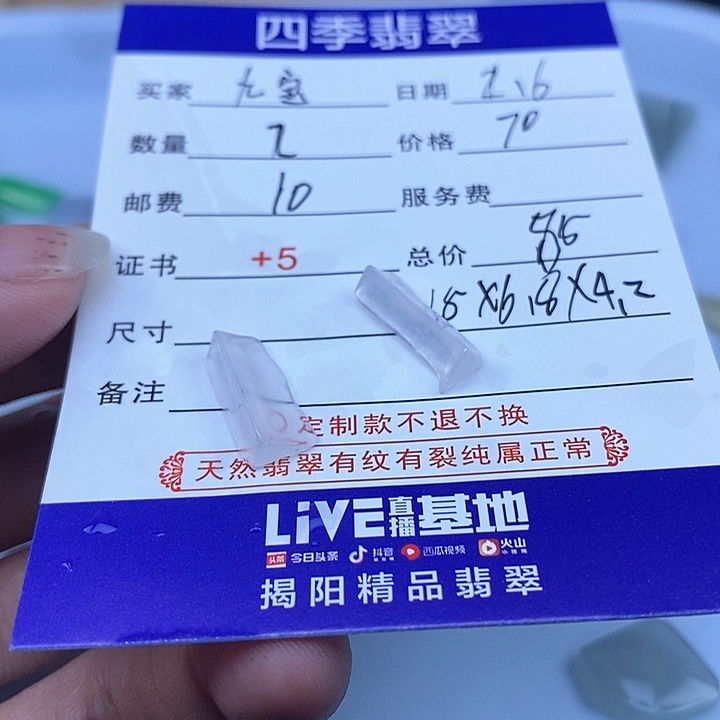 四季翡翠
买家 九宝 日期 2.6
数量 2 价格 70
邮费 10 服务费
证书 +5 总价 85
尺寸 18X6.8X4.2
备注
定制款不退不换
天然翡翠有纹有裂纯属正常
LiVE直播基地
头条 今日头条 抖音 西瓜视频 火山
揭阳精品翡翠